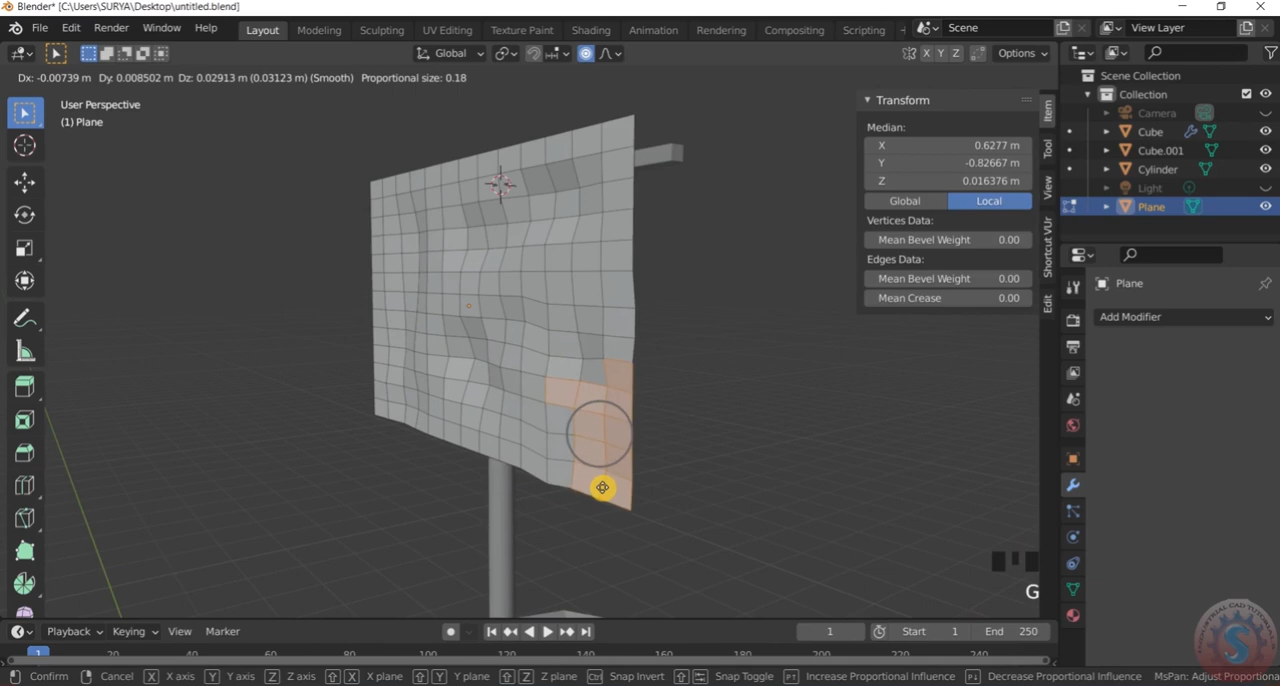 Blender* [C:\Users\SURYA\Desktop\untitled.blend]
File Edit Render Window Help Layout Modeling Sculpting UV Editing Texture Paint Shading Animation Rendering Compositing Scripting Scene View Layer
Global X Y Z Options
Dx: -0.00739 m Dy: 0.008502 m Dz: 0.02913 m (0.03123 m) (Smooth) Proportional size: 0.18
User Perspective
(1) Plane
Transform
Median:
X 0.6277 m
Y -0.82667 m
Z 0.016376 m
Global Local
Vertices Data:
Mean Bevel Weight 0.00
Edges Data:
Mean Bevel Weight 0.00
Mean Crease 0.00
Item
Tool
View
Shortcut VUr
Edit
Scene Collection
Collection
Camera
Cube
Cube.001
Cylinder
Light
Plane
Plane
Add Modifier
G
Playback Keying View Marker 1 Start 1 End 250
1 20 40 60 80 100 120 140 160 180 200 220 240
Confirm Cancel X X axis Y Y axis Z Z axis X X plane Y Y plane Z Z plane Ctrl Snap Invert Snap Toggle Increase Proportional Influence Decrease Proportional Influence MsPan: Adjust Proportiona